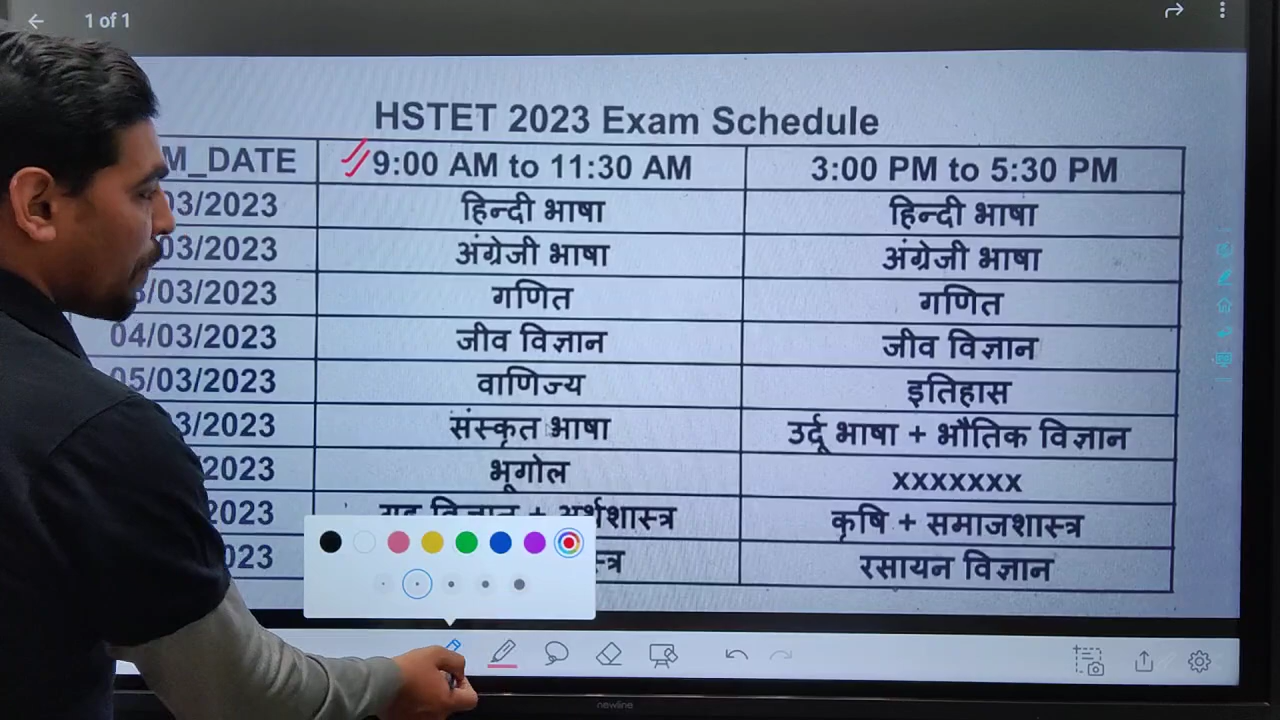 1 of 1
HSTET 2023 Exam Schedule
M_DATE 9:00 AM to 11:30 AM 3:00 PM to 5:30 PM
03/2023 हिन्दी भाषा हिन्दी भाषा
03/2023 अंग्रेजी भाषा अंग्रेजी भाषा
/03/2023 गणित गणित
04/03/2023 जीव विज्ञान जीव विज्ञान
05/03/2023 वाणिज्य इतिहास
3/2023 संस्कृत भाषा उर्दू भाषा + भौतिक विज्ञान
/2023 भूगोल xxxxxxx
2023 विज्ञान + अर्थशास्त्र कृषि + समाजशास्त्र
023 रसायन विज्ञान
newline